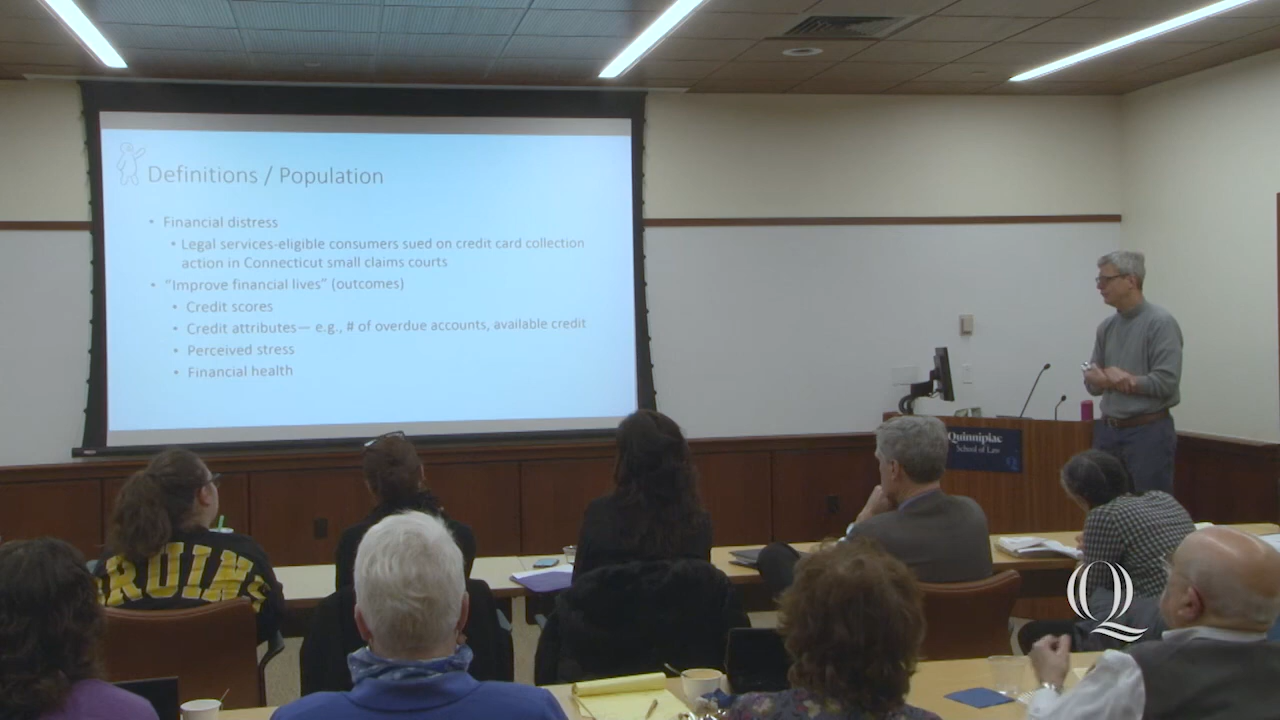 Definitions / Population
• Financial distress
• Legal services-eligible consumers sued on credit card collection
action in Connecticut small claims courts
• "Improve financial lives" (outcomes)
• Credit scores
• Credit attributes— e.g., # of overdue accounts, available credit
• Perceived stress
• Financial health
Quinnipiac
School of Law
RUINS
Q